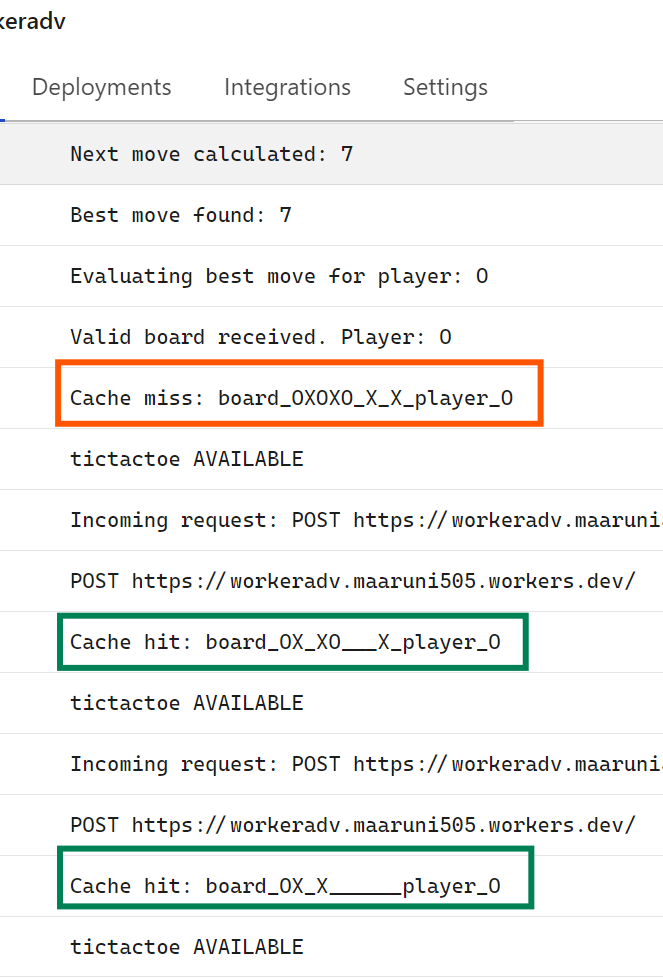 keradv
Deployments Integrations Settings
Next move calculated: 7
Best move found: 7
Evaluating best move for player: O
Valid board received. Player: O
Cache miss: board_OXOXO_X_X_player_O
tictactoe AVAILABLE
Incoming request: POST https://workeradv.maaruni5
POST https://workeradv.maaruni505.workers.dev/
Cache hit: board_OX_XO___X_player_O
tictactoe AVAILABLE
Incoming request: POST https://workeradv.maaruni5
POST https://workeradv.maaruni505.workers.dev/
Cache hit: board_OX_X______player_O
tictactoe AVAILABLE